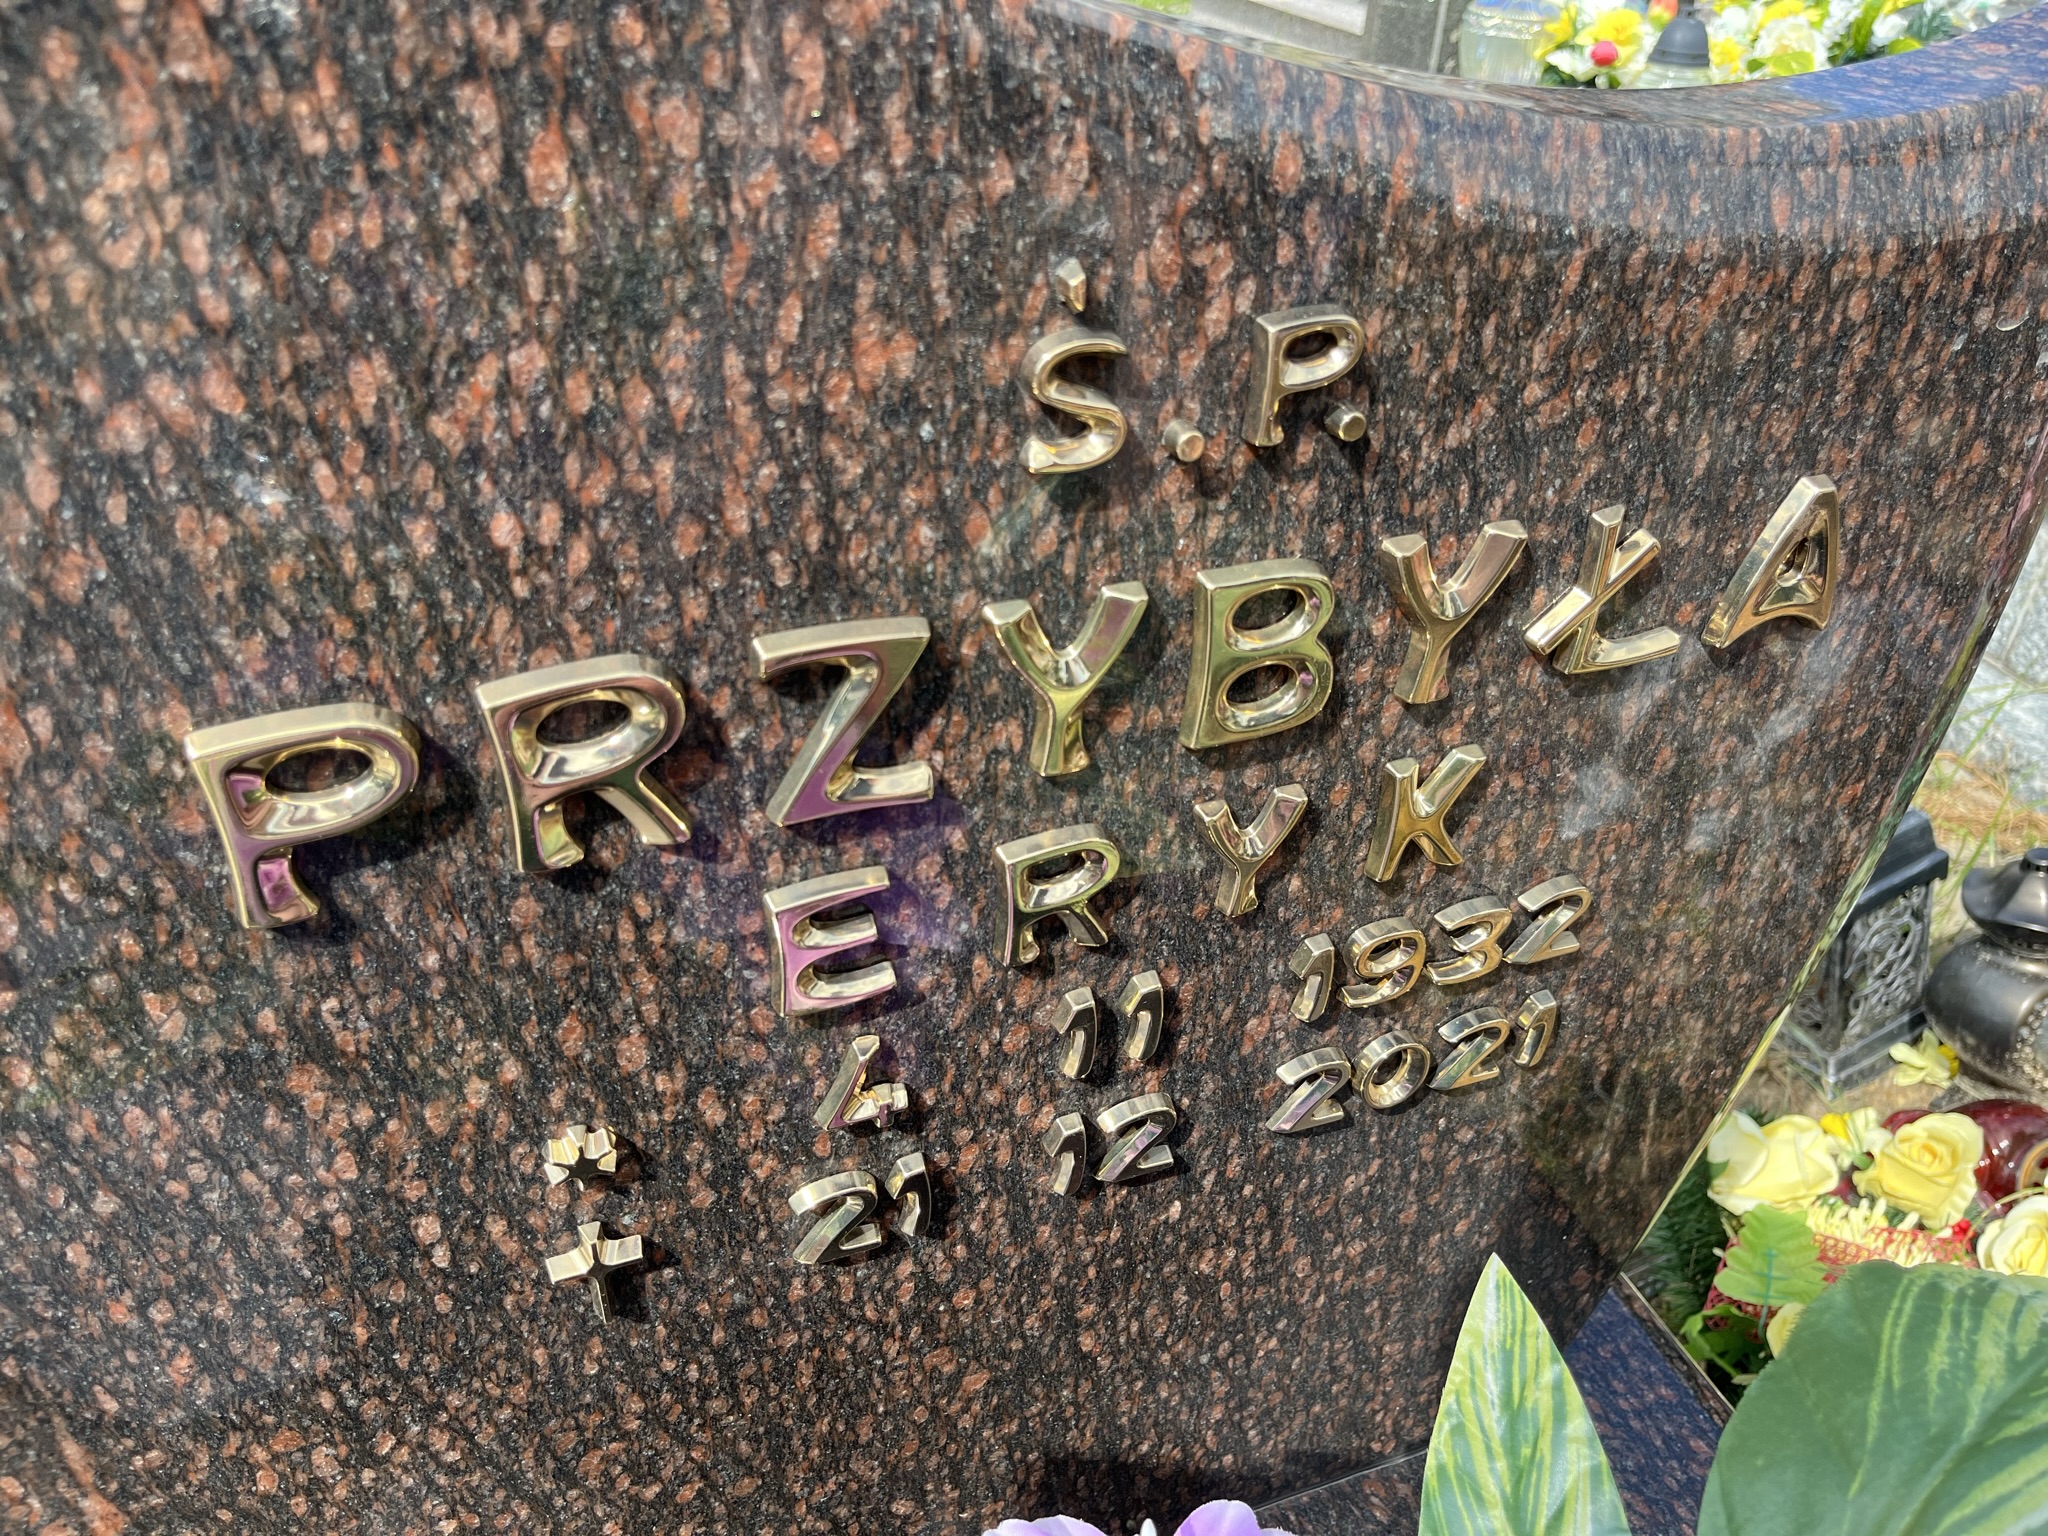 Ś.P.
PRZYBYŁA
ERYK
* 4 11 1932
† 21 12 2021